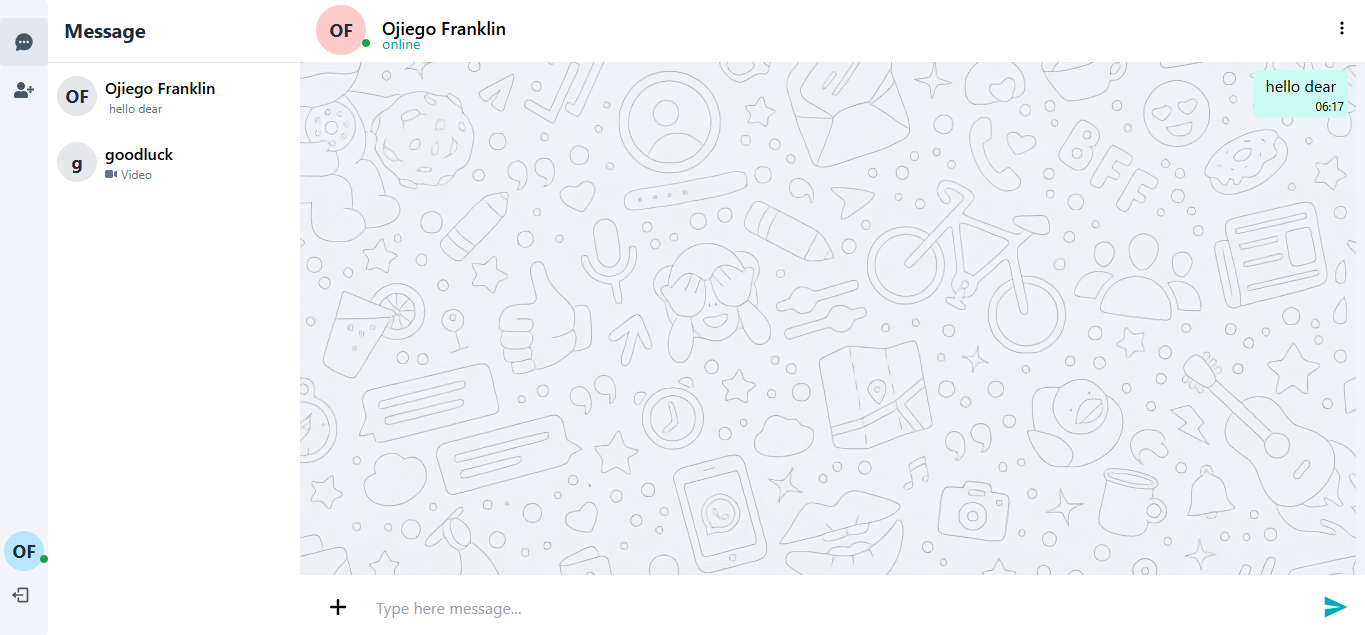 Message
OF
Ojiego Franklin
hello dear
g
goodluck
Video
OF
OF
Ojiego Franklin
online
hello dear
06:17
BFF
Type here message...